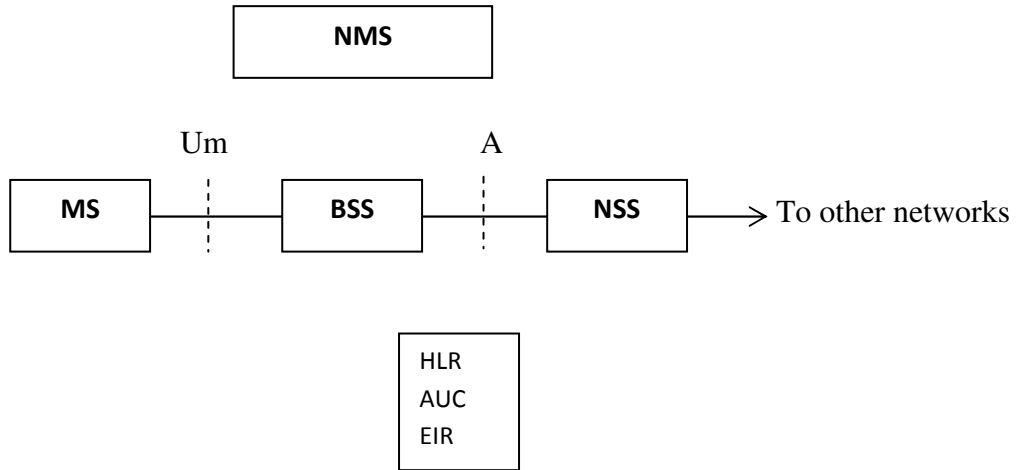 NMS
Um
A
MS
BSS
NSS
To other networks
HLR
AUC
EIR